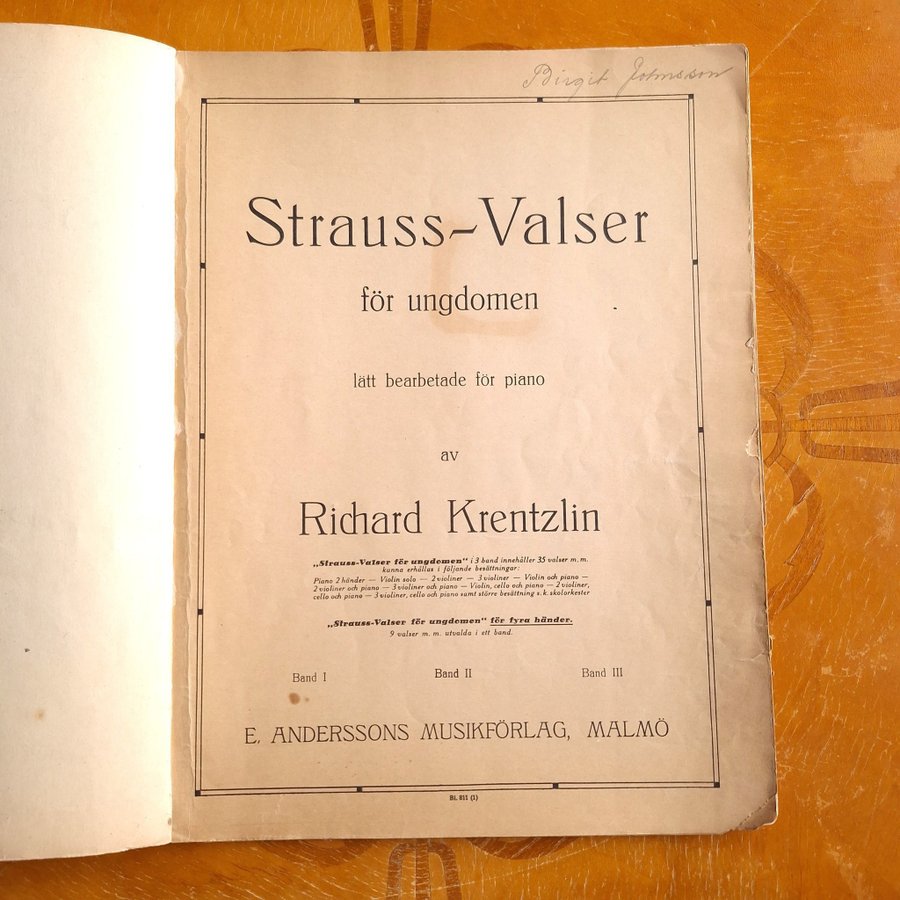 Birgit Johnsson
Strauss-Valser
för ungdomen
lätt bearbetade för piano
av
Richard Krentzlin
„Strauss-Valser för ungdomen“ i 3 band innehåller 35 valser m. m.
kunna erhållas i följande besättningar:
Piano 2 händer — Violin solo — 2 violiner — 3 violiner — Violin och piano —
2 violiner och piano — 3 violiner och piano — Violin, cello och piano — 2 violiner,
cello och piano — 3 violiner, cello och piano samt större besättning s. k. skolorkester
„Strauss-Valser för ungdomen“ för fyra händer.
9 valser m. m. utvalda i ett band.
Band I Band II Band III
E. ANDERSSONS MUSIKFÖRLAG, MALMÖ
Bl. 811 (1)